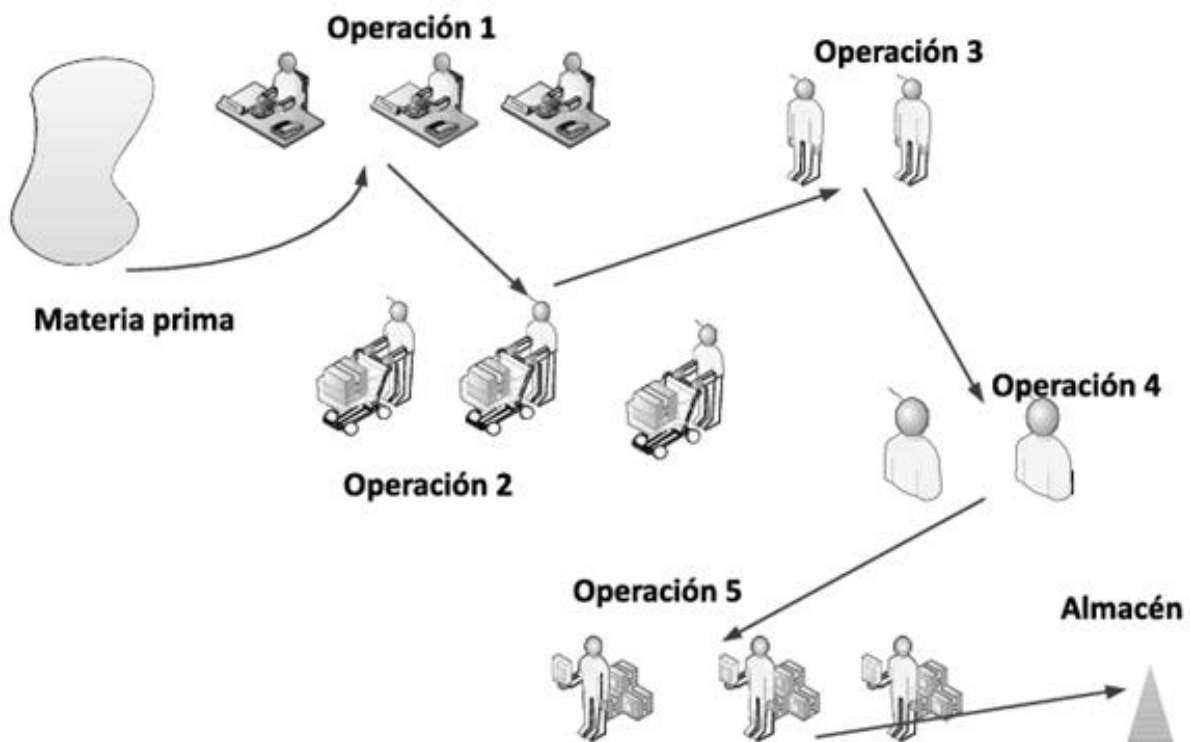 Operación 1
Operación 3
Materia prima
Operación 4
Operación 2
Operación 5
Almacén